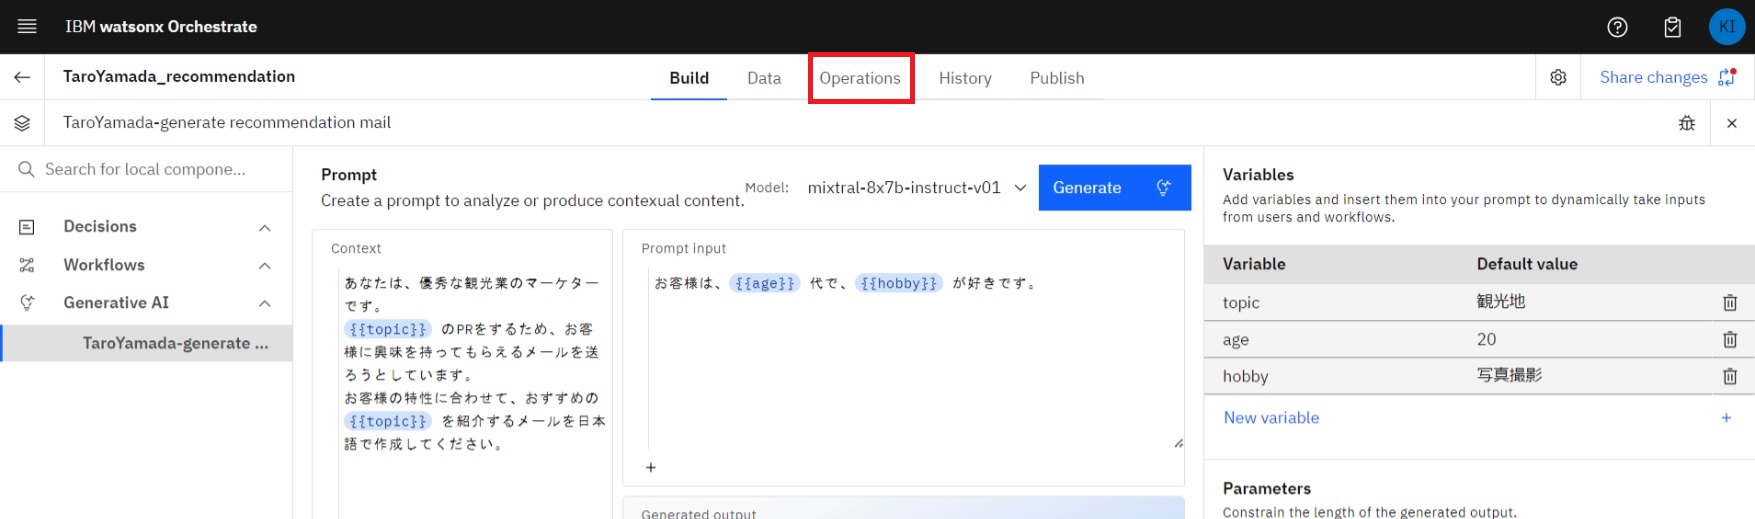 IBM watsonx Orchestrate
KI
TaroYamada_recommendation
Build
Data
Operations
History
Publish
Share changes
TaroYamada-generate recommendation mail
Search for local compone...
Decisions
Workflows
Generative AI
TaroYamada-generate ...
Prompt
Create a prompt to analyze or produce contexual content.
Model:
mixtral-8x7b-instruct-v01
Generate
Context
あなたは、優秀な観光業のマーケター
です。
{{topic}} のPRをするため、お客
様に興味を持ってもらえるメールを送
ろうとしています。
お客様の特性に合わせて、おすすめの
{{topic}} を紹介するメールを日本
語で作成してください。
Prompt input
お客様は、 {{age}} 代で、 {{hobby}} が好きです。
+
Generated output
Variables
Add variables and insert them into your prompt to dynamically take inputs
from users and workflows.
Variable Default value
topic 観光地
age 20
hobby 写真撮影
New variable +
Parameters
Constrain the length of the generated output.